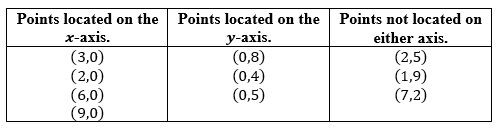 Points located on the x-axis. Points located on the y-axis. Points not located on either axis.
(3,0) (0,8) (2,5)
(2,0) (0,4) (1,9)
(6,0) (0,5) (7,2)
(9,0)